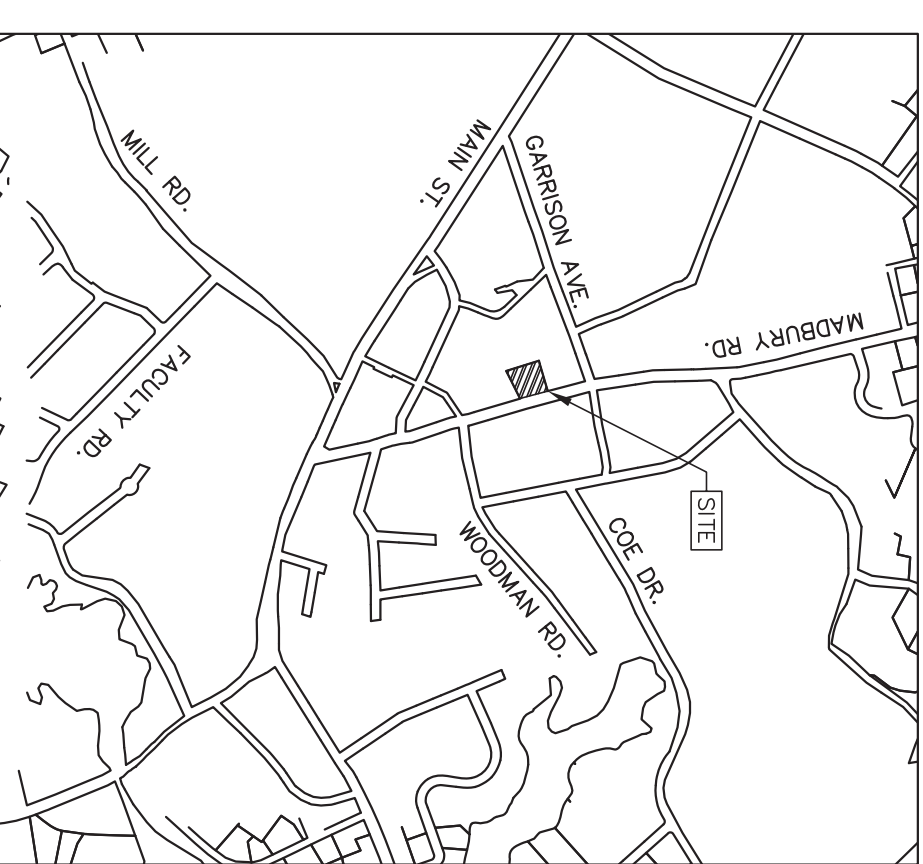 MILL RD.
MAIN ST.
GARRISON AVE.
MADBURY RD.
FACULTY RD.
SITE
WOODMAN RD.
COE DR.